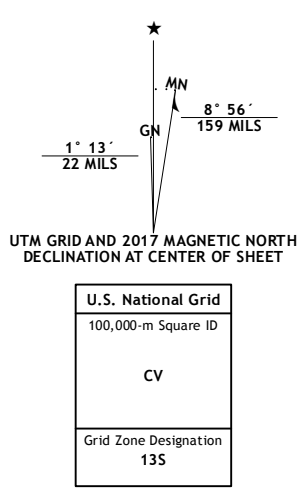 ★
MN
8° 56´
159 MILS
GN
1° 13´
22 MILS
UTM GRID AND 2017 MAGNETIC NORTH
DECLINATION AT CENTER OF SHEET
U.S. National Grid
100,000-m Square ID
CV
Grid Zone Designation
13S